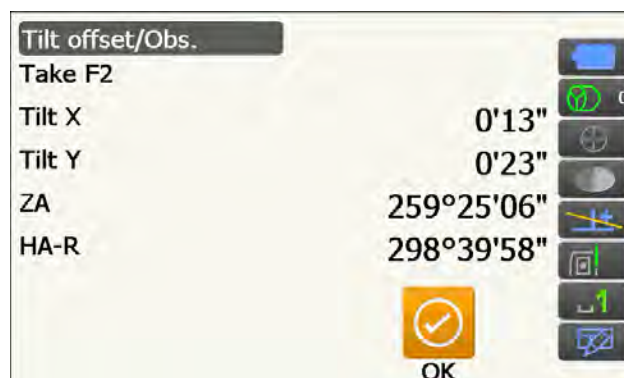 Tilt offset/Obs.
Take F2
Tilt X 0'13"
Tilt Y 0'23"
ZA 259°25'06"
HA-R 298°39'58"
OK